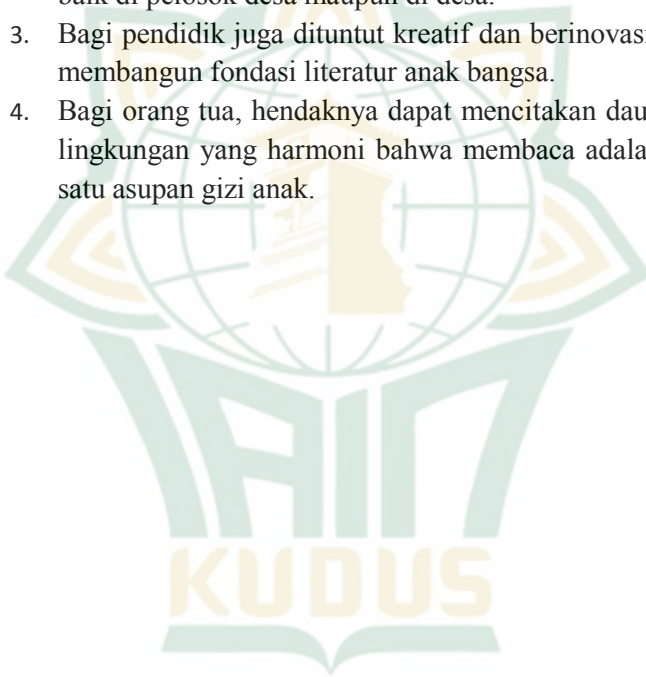 baik di pelosok desa maupun di desa.
3. Bagi pendidik juga dituntut kreatif dan berinovasi
membangun fondasi literatur anak bangsa.
4. Bagi orang tua, hendaknya dapat mencitakan dau
lingkungan yang harmoni bahwa membaca adala
satu asupan gizi anak.
IAIN
KUDUS